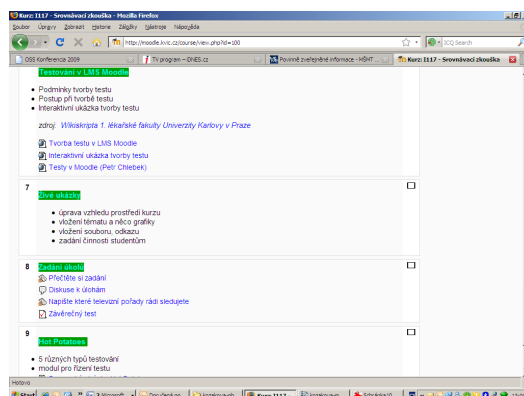 Kurz: I117 - Srovnávací zkouška - Mozilla Firefox
Soubor Úpravy Zobrazit Historie Záložky Nástroje Nápověda
http://moodle.kvic.cz/course/view.php?id=100
ICQ Search
OSS Konference 2009
TV program – iDNES.cz
Povinně zveřejněné informace - MŠMT ...
Kurz: I117 - Srovnávací zkouška
Testování v LMS Moodle
Podmínky tvorby testu
Postup při tvorbě testu
Interaktivní ukázka tvorby testu
zdroj: Wikiskripta 1. lékařské fakulty Univerzity Karlovy v Praze
Tvorba testu v LMS Moodle
Interaktivní ukázka tvorby testu
Testy v Moodle (Petr Chlebek)
7
Živé ukázky
úprava vzhledu prostředí kurzu
vložení tématu a něco grafiky
vložení souboru, odkazu
zadání činnosti studentům
8
Zadání úkolů
Přečtěte si zadání
Diskuse k úlohám
Napište které televizní pořady rádi sledujete
Závěrečný test
9
Hot Potatoes
5 různých typů testování
modul pro řízení testu
Hotovo
Start
Kurz: I117